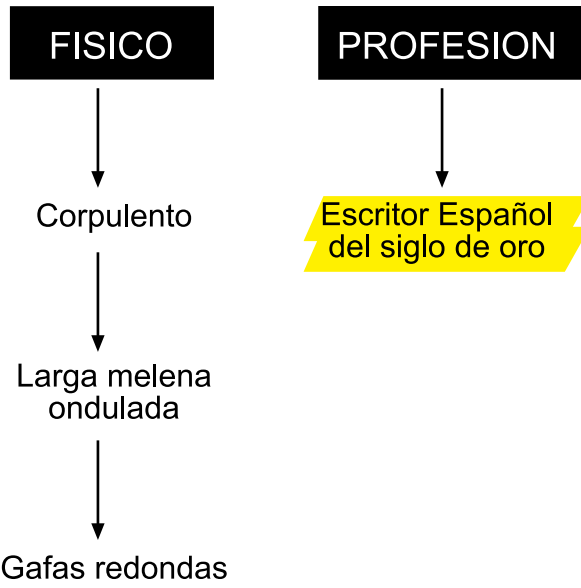 FISICO
Corpulento
Larga melena
ondulada
Gafas redondas
PROFESION
Escritor Español
del siglo de oro